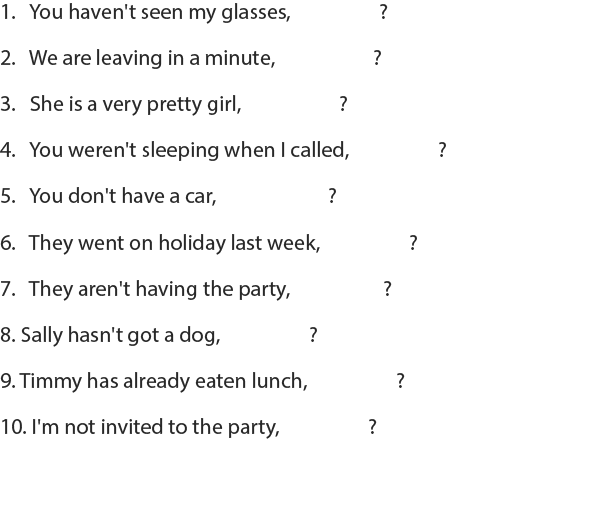 1. You haven't seen my glasses, ?
2. We are leaving in a minute, ?
3. She is a very pretty girl, ?
4. You weren't sleeping when I called, ?
5. You don't have a car, ?
6. They went on holiday last week, ?
7. They aren't having the party, ?
8. Sally hasn't got a dog, ?
9. Timmy has already eaten lunch, ?
10. I'm not invited to the party, ?